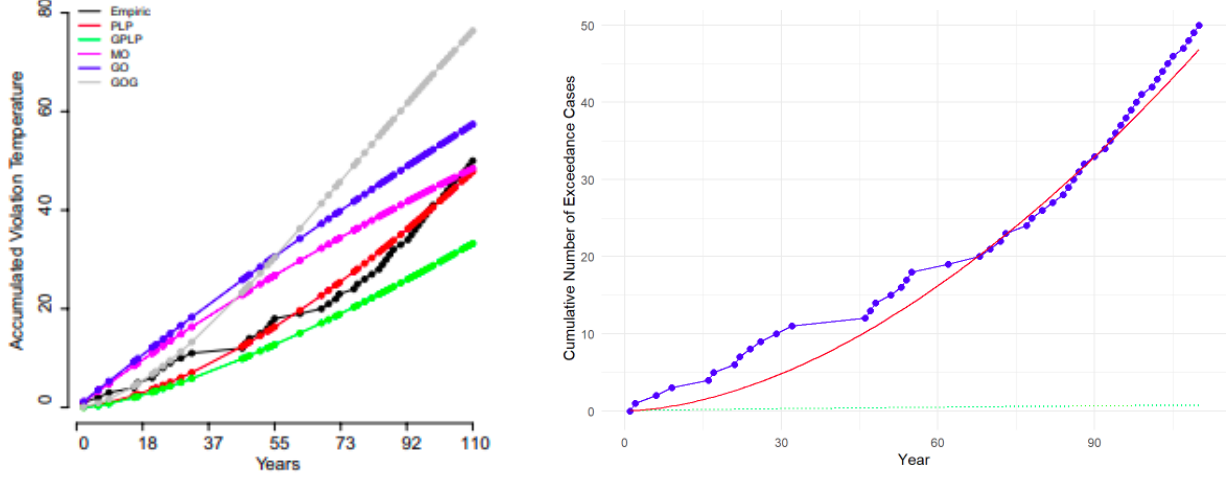 Accumulated Violation Temperature
80
60
40
20
0
Empiric
PLP
GPLP
MO
GO
GOG
0 18 37 55 73 92 110
Years
Cumulative Number of Exceedance Cases
50
40
30
20
10
0
0 30 60 90
Year